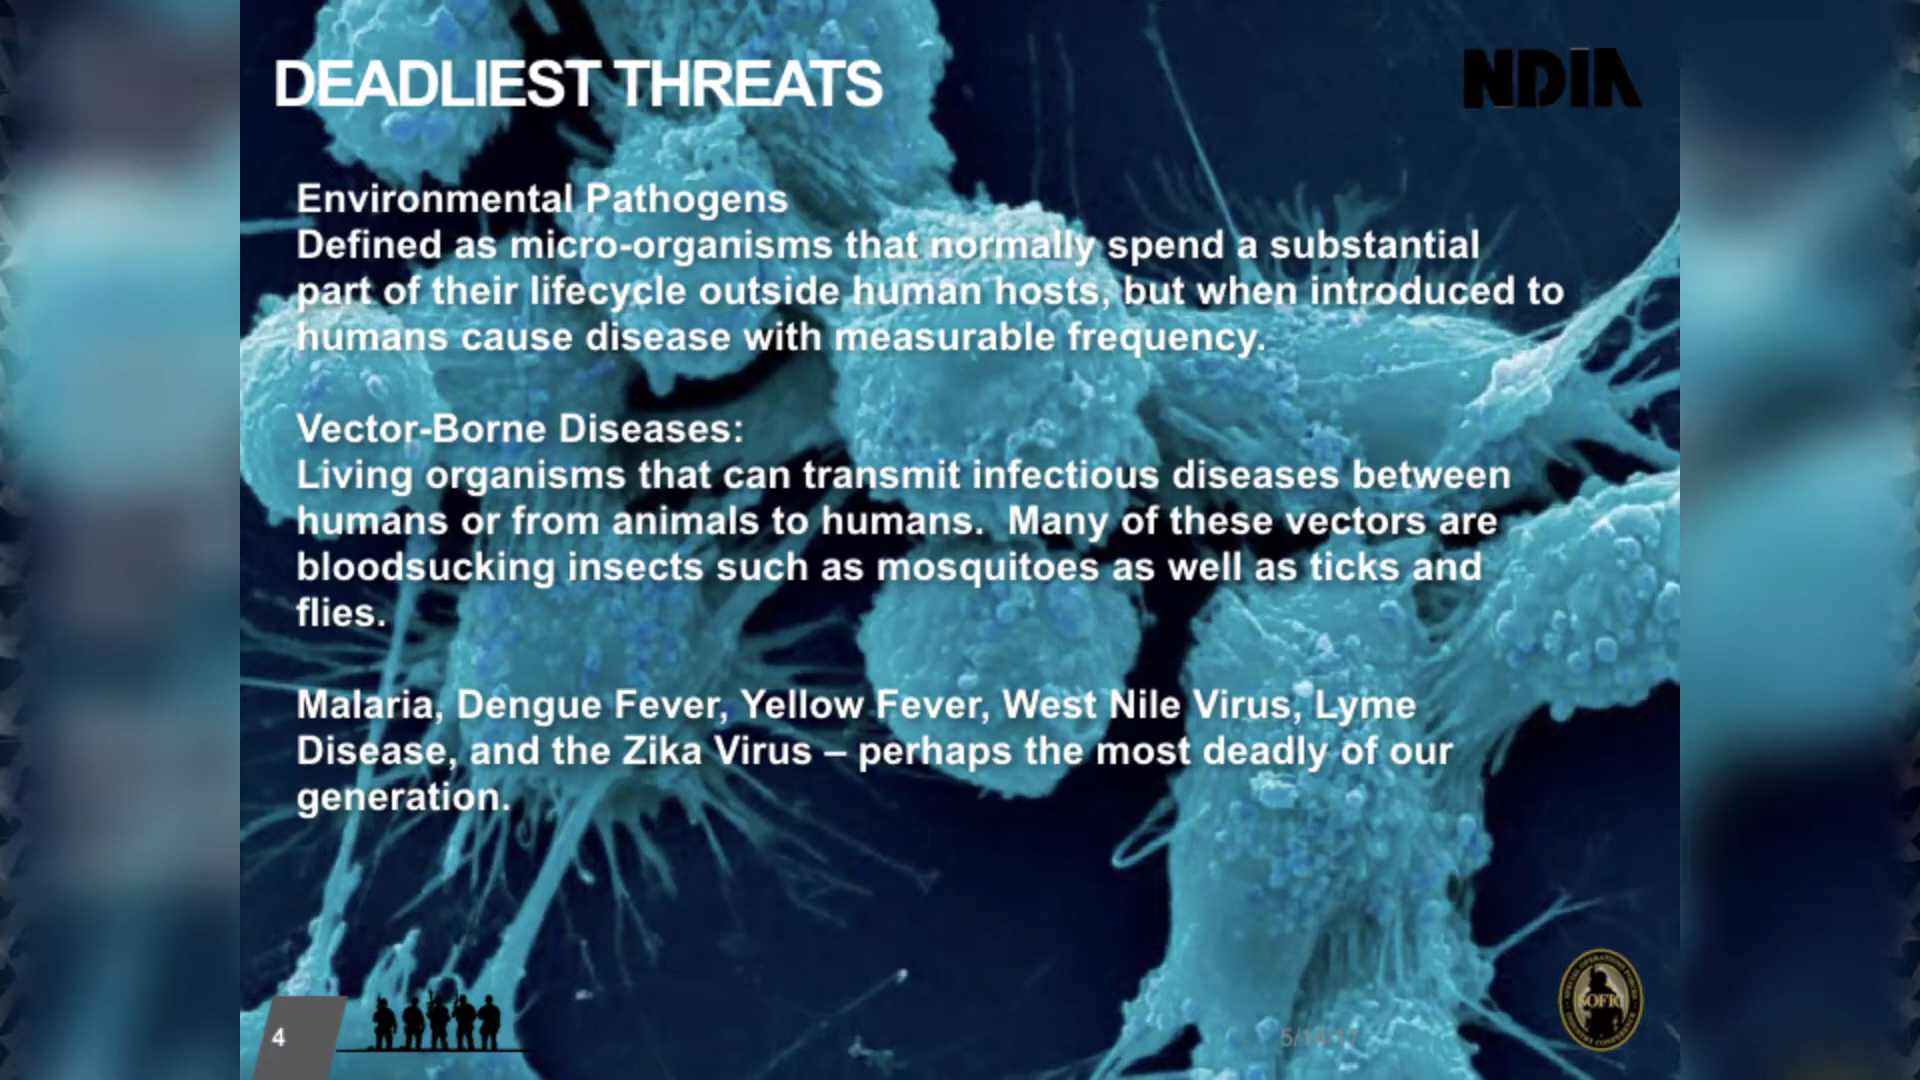 DEADLIEST THREATS
NDIA
Environmental Pathogens
Defined as micro-organisms that normally spend a substantial
part of their lifecycle outside human hosts, but when introduced to
humans cause disease with measurable frequency.
Vector-Borne Diseases:
Living organisms that can transmit infectious diseases between
humans or from animals to humans.  Many of these vectors are
bloodsucking insects such as mosquitoes as well as ticks and
flies.
Malaria, Dengue Fever, Yellow Fever, West Nile Virus, Lyme
Disease, and the Zika Virus – perhaps the most deadly of our
generation.
4
5/14/17
SOFIC